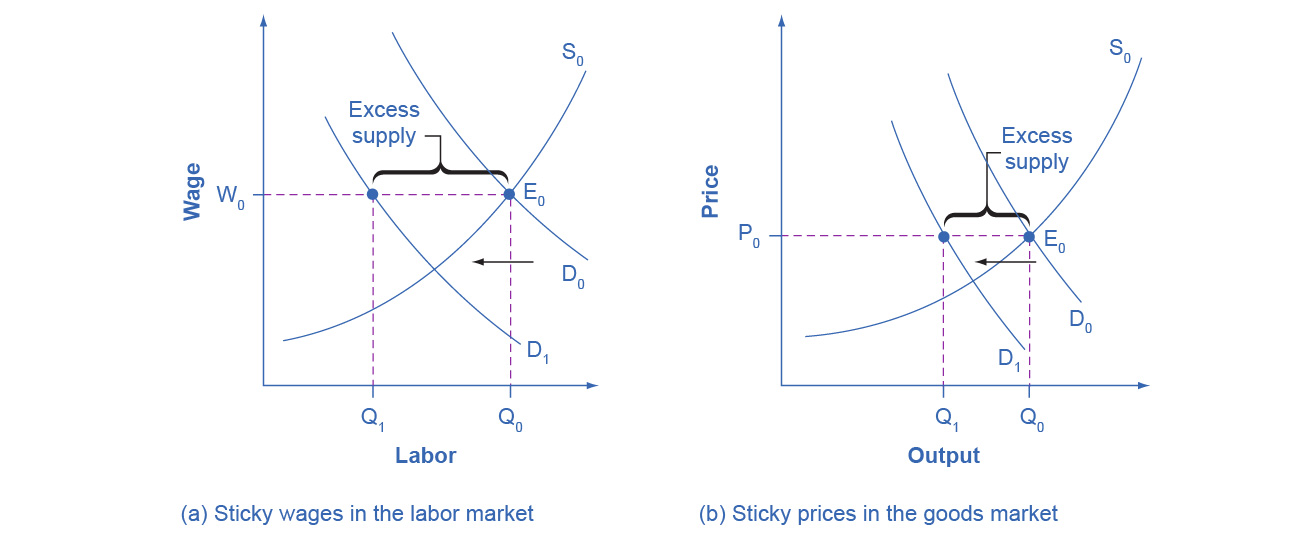 S₀
Excess
supply
Wage
W₀
E₀
D₀
D₁
Q₁
Q₀
Labor
(a) Sticky wages in the labor market
S₀
Excess
supply
Price
P₀
E₀
D₀
D₁
Q₁
Q₀
Output
(b) Sticky prices in the goods market